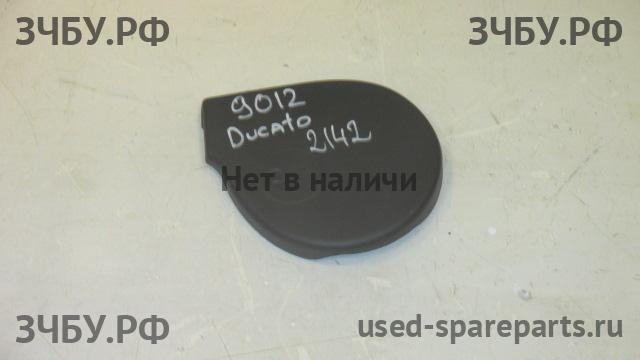 ЗЧБУ.РФ ЗЧБУ.РФ
9012
Ducato
2142
Нет в наличи
ЗЧБУ.РФ used-spareparts.ru